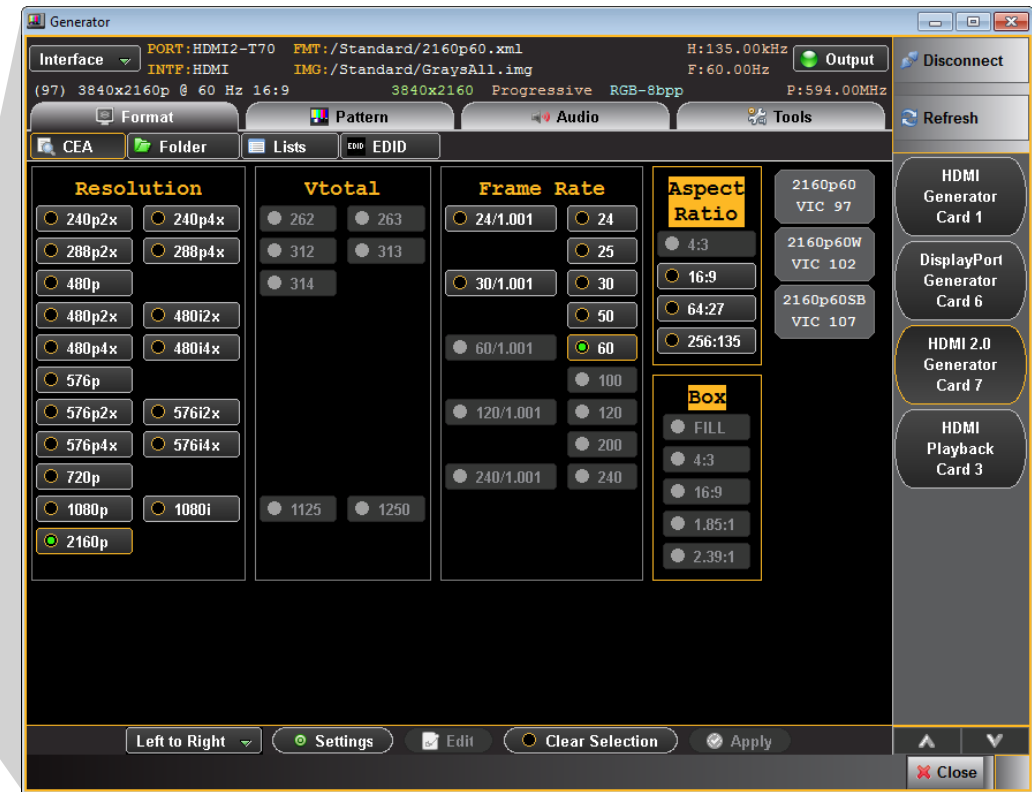 Generator
Interface PORT:HDMI2-T70 FMT:/Standard/2160p60.xml H:135.00kHz Output
INTF:HDMI IMG:/Standard/GraysAll.img F:60.00Hz
(97) 3840x2160p @ 60 Hz 16:9 3840x2160 Progressive RGB-8bpp P:594.00MHz
Format Pattern Audio Tools
CEA Folder Lists EDID EDID
Resolution
240p2x 240p4x
288p2x 288p4x
480p
480p2x 480i2x
480p4x 480i4x
576p
576p2x 576i2x
576p4x 576i4x
720p
1080p 1080i
2160p
Vtotal
262 263
312 313
314
1125 1250
Frame Rate
24/1.001 24
25
30/1.001 30
50
60/1.001 60
100
120/1.001 120
200
240/1.001 240
Aspect
Ratio
4:3
16:9
64:27
256:135
Box
FILL
4:3
16:9
1.85:1
2.39:1
2160p60
VIC 97
2160p60W
VIC 102
2160p60SB
VIC 107
Disconnect
Refresh
HDMI
Generator
Card 1
DisplayPort
Generator
Card 6
HDMI 2.0
Generator
Card 7
HDMI
Playback
Card 3
Left to Right Settings Edit Clear Selection Apply
Close